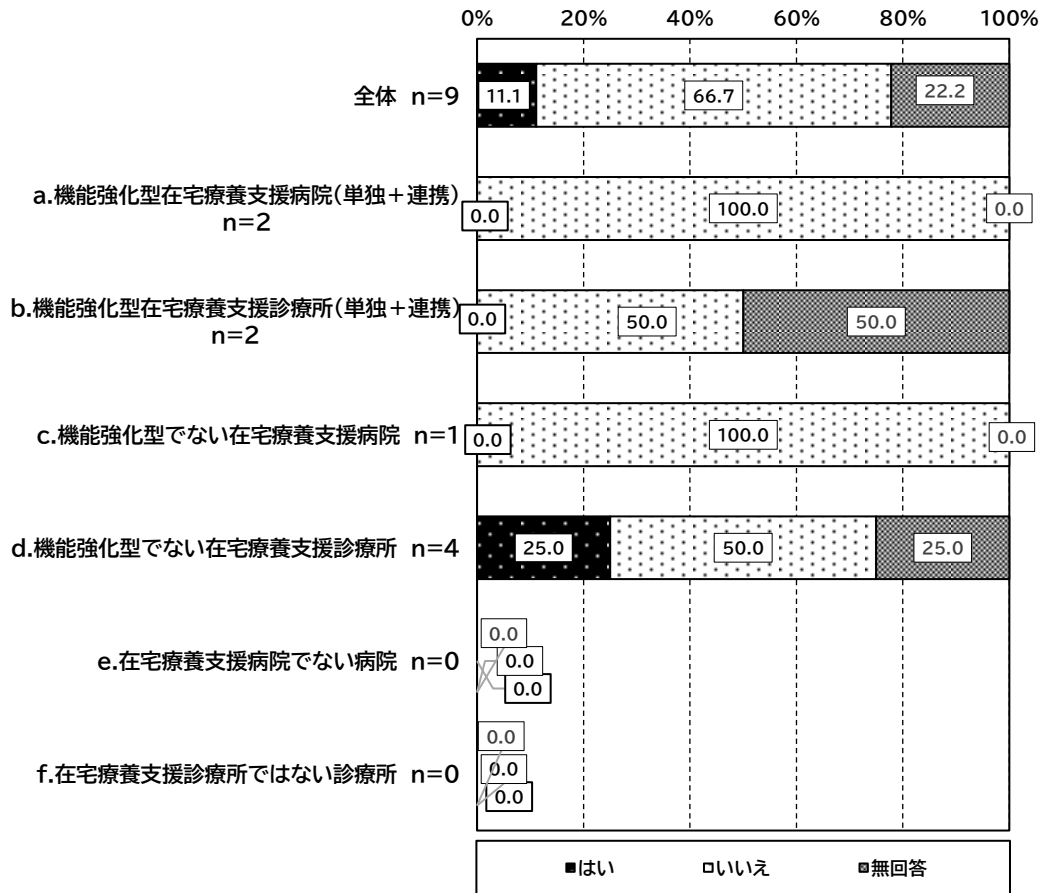 0% 20% 40% 60% 80% 100%
全体 n=9
11.1 66.7 22.2
a.機能強化型在宅療養支援病院(単独+連携)
n=2
0.0 100.0 0.0
b.機能強化型在宅療養支援診療所(単独+連携)
n=2
0.0 50.0 50.0
c.機能強化型でない在宅療養支援病院 n=1
0.0 100.0 0.0
d.機能強化型でない在宅療養支援診療所 n=4
25.0 50.0 25.0
e.在宅療養支援病院でない病院 n=0
0.0
0.0
0.0
f.在宅療養支援診療所ではない診療所 n=0
0.0
0.0
0.0
はい いいえ 無回答